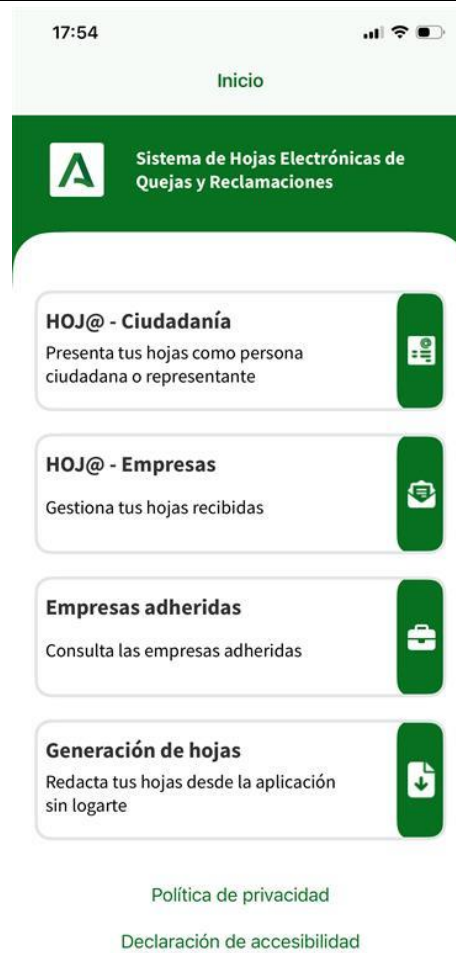 17:54
Inicio
Sistema de Hojas Electrónicas de
Quejas y Reclamaciones
HOJ@ - Ciudadanía
Presenta tus hojas como persona
ciudadana o representante
HOJ@ - Empresas
Gestiona tus hojas recibidas
Empresas adheridas
Consulta las empresas adheridas
Generación de hojas
Redacta tus hojas desde la aplicación
sin logarte
Política de privacidad
Declaración de accesibilidad